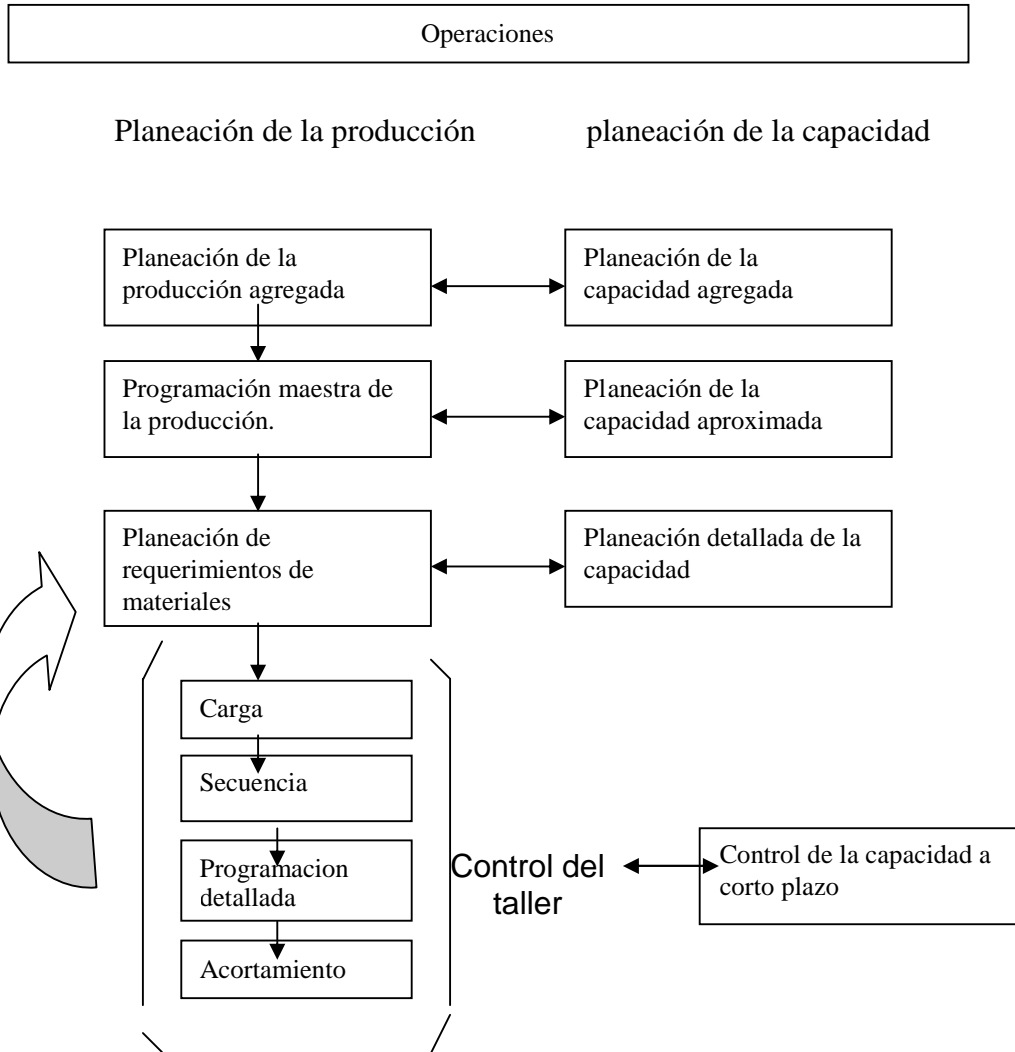 Operaciones
Planeación de la producción
planeación de la capacidad
Planeación de la
producción agregada
Planeación de la
capacidad agregada
Programación maestra de
la producción.
Planeación de la
capacidad aproximada
Planeación de
requerimientos de
materiales
Planeación detallada de la
capacidad
Carga
Secuencia
Programacion
detallada
Acortamiento
Control del
taller
Control de la capacidad a
corto plazo